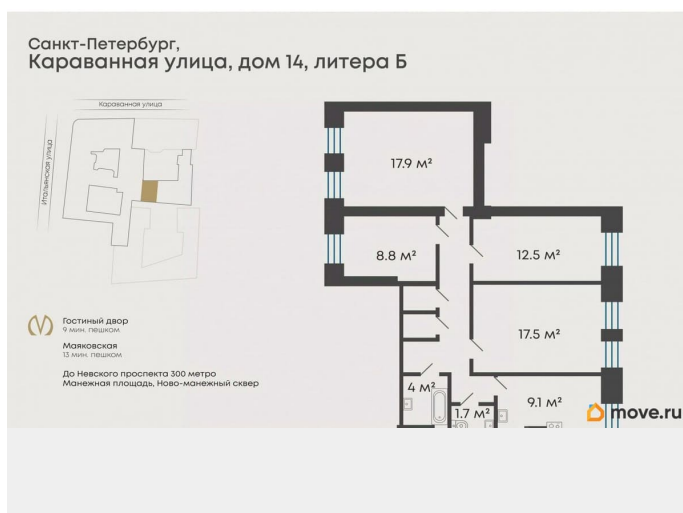 Санкт-Петербург,
Караванная улица, дом 14, литера Б
Караванная улица
Итальянская улица
17.9 м²
8.8 м²
12.5 м²
17.5 м²
Гостиный двор
9 мин. пешком
Маяковская
13 мин. пешком
До Невского проспекта 300 метро
Манежная площадь, Ново-манежный сквер
4 м²
1.7 м²
9.1 м²
move.ru